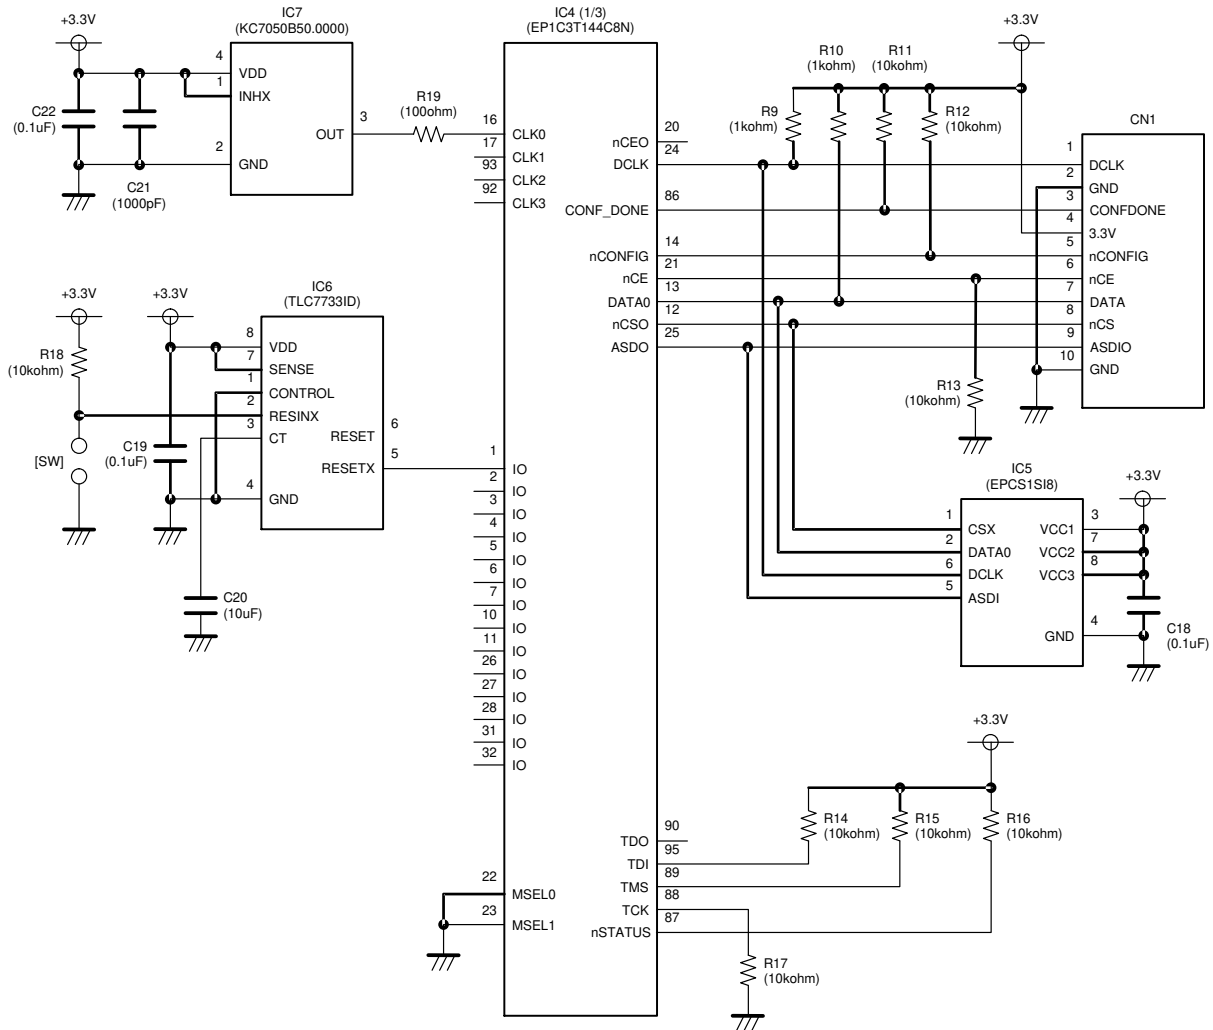 +3.3V
IC7
(KC7050B50.0000)
4
VDD
1
INHX
C22
(0.1uF)
3
OUT
2
GND
C21
(1000pF)
R19
(100ohm)
IC4 (1/3)
(EP1C3T144C8N)
16
CLK0
17
CLK1
93
CLK2
92
CLK3
20
nCEO
24
DCLK
86
CONF_DONE
14
nCONFIG
21
nCE
13
DATA0
12
nCSO
25
ASDO
R10
(1kohm)
R11
(10kohm)
+3.3V
R9
(1kohm)
R12
(10kohm)
CN1
1
DCLK
2
GND
3
CONFDONE
4
3.3V
5
nCONFIG
6
nCE
7
DATA
8
nCS
9
ASDIO
10
GND
R13
(10kohm)
+3.3V
+3.3V
IC6
(TLC7733ID)
R18
(10kohm)
8
VDD
7
SENSE
1
CONTROL
2
RESINX
3
CT
6
RESET
5
RESETX
4
GND
[SW]
C19
(0.1uF)
C20
(10uF)
1
IO
2
IO
3
IO
4
IO
5
IO
6
IO
7
IO
10
IO
11
IO
26
IO
27
IO
28
IO
31
IO
32
IO
IC5
(EPCS1SI8)
+3.3V
1
CSX
2
DATA0
6
DCLK
5
ASDI
3
VCC1
7
VCC2
8
VCC3
4
GND
C18
(0.1uF)
+3.3V
R14
(10kohm)
R15
(10kohm)
R16
(10kohm)
90
TDO
95
TDI
89
TMS
88
TCK
87
nSTATUS
22
MSEL0
23
MSEL1
R17
(10kohm)